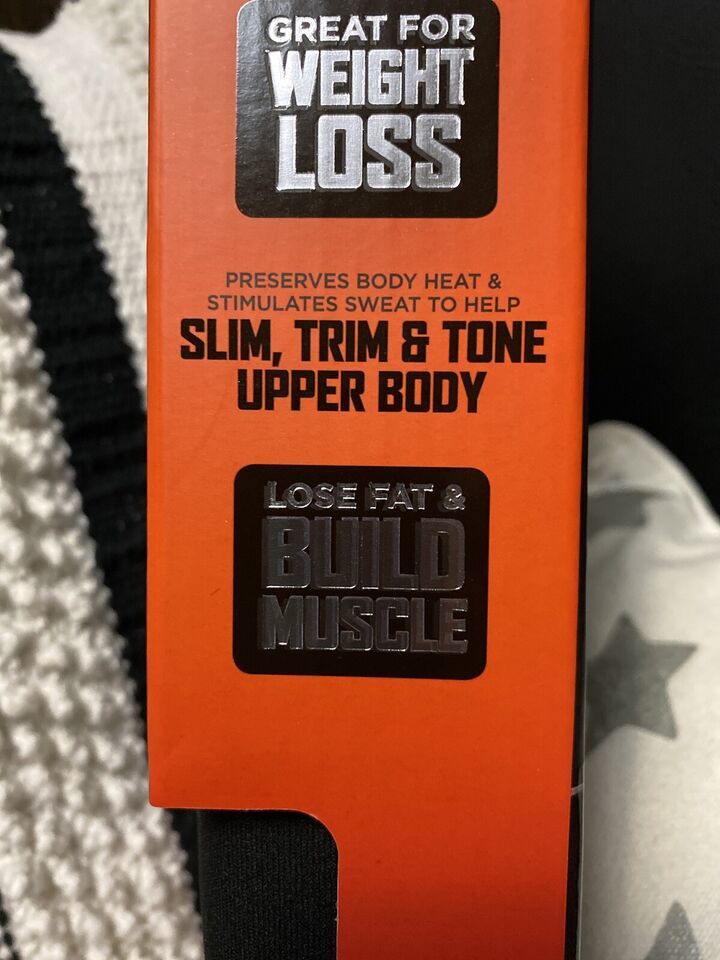 GREAT FOR
WEIGHT
LOSS
PRESERVES BODY HEAT &
STIMULATES SWEAT TO HELP
SLIM, TRIM & TONE
UPPER BODY
LOSE FAT &
BUILD
MUSCLE